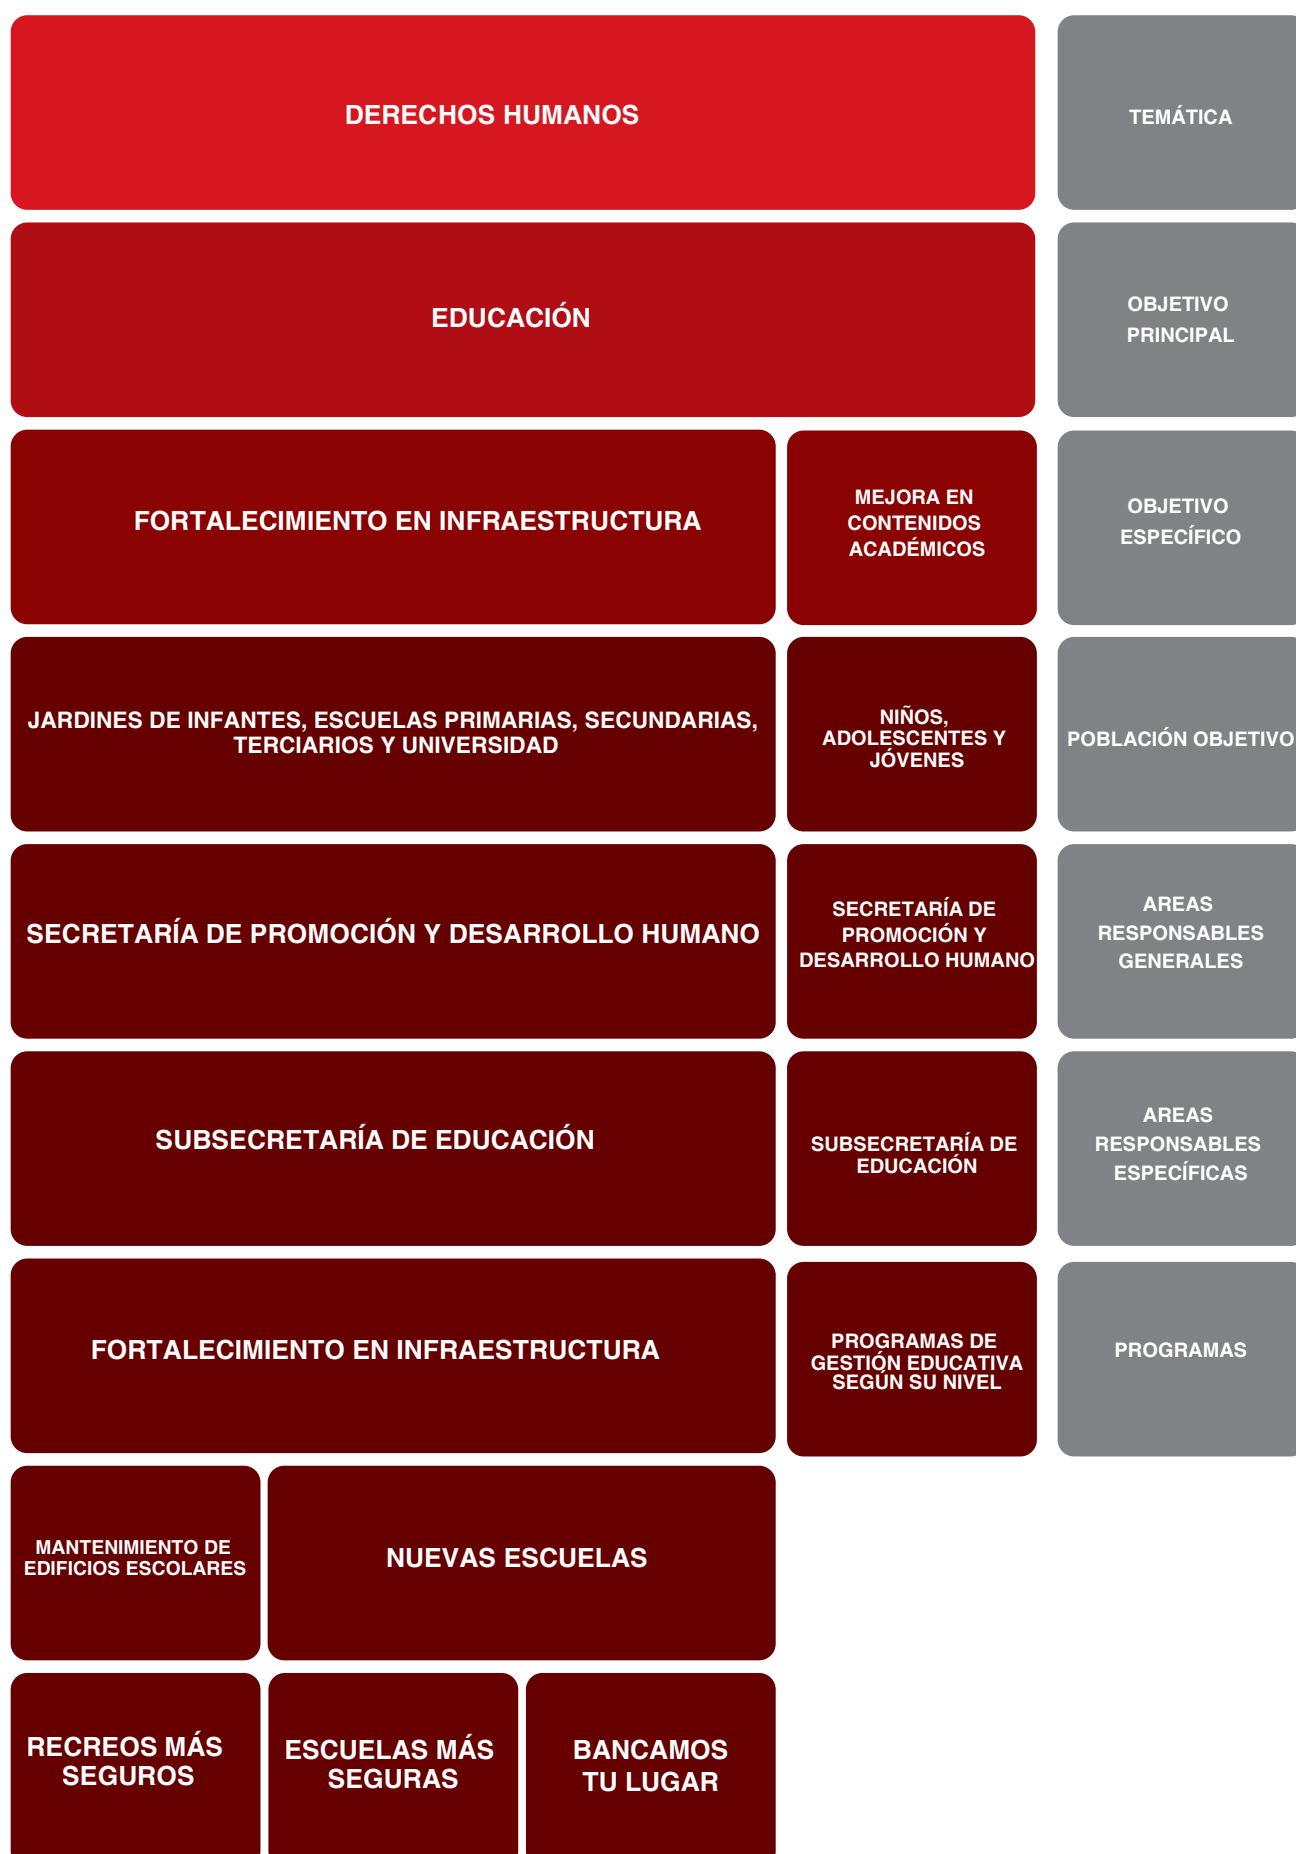 DERECHOS HUMANOS
TEMÁTICA
EDUCACIÓN
OBJETIVO
PRINCIPAL
FORTALECIMIENTO EN INFRAESTRUCTURA
MEJORA EN
CONTENIDOS
ACADÉMICOS
OBJETIVO
ESPECÍFICO
JARDINES DE INFANTES, ESCUELAS PRIMARIAS, SECUNDARIAS,
TERCIARIOS Y UNIVERSIDAD
NIÑOS,
ADOLESCENTES Y
JÓVENES
POBLACIÓN OBJETIVO
SECRETARÍA DE PROMOCIÓN Y DESARROLLO HUMANO
SECRETARÍA DE
PROMOCIÓN Y
DESARROLLO HUMANO
AREAS
RESPONSABLES
GENERALES
SUBSECRETARÍA DE EDUCACIÓN
SUBSECRETARÍA DE
EDUCACIÓN
AREAS
RESPONSABLES
ESPECÍFICAS
FORTALECIMIENTO EN INFRAESTRUCTURA
PROGRAMAS DE
GESTIÓN EDUCATIVA
SEGÚN SU NIVEL
PROGRAMAS
MANTENIMIENTO DE
EDIFICIOS ESCOLARES
NUEVAS ESCUELAS
RECREOS MÁS
SEGUROS
ESCUELAS MÁS
SEGURAS
BANCAMOS
TU LUGAR